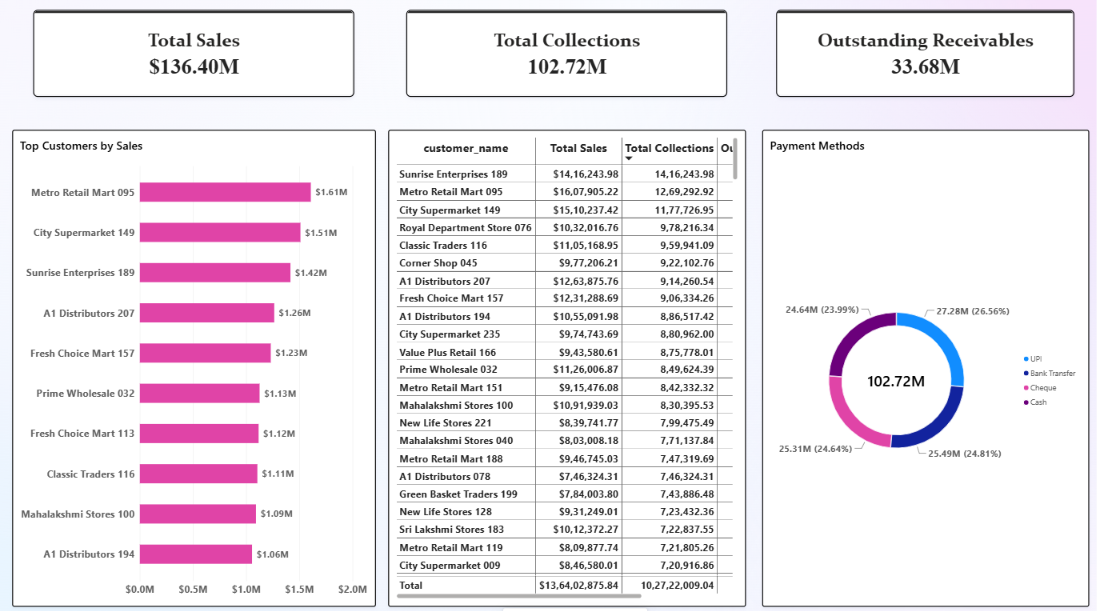 Total Sales
$136.40M
Total Collections
102.72M
Outstanding Receivables
33.68M
Top Customers by Sales
Metro Retail Mart 095 $1.61M
City Supermarket 149 $1.51M
Sunrise Enterprises 189 $1.42M
A1 Distributors 207 $1.26M
Fresh Choice Mart 157 $1.23M
Prime Wholesale 032 $1.13M
Fresh Choice Mart 113 $1.12M
Classic Traders 116 $1.11M
Mahalakshmi Stores 100 $1.09M
A1 Distributors 194 $1.06M
$0.0M $0.5M $1.0M $1.5M $2.0M
customer_name Total Sales Total Collections Ou
Sunrise Enterprises 189 $14,16,243.98 14,16,243.98
Metro Retail Mart 095 $16,07,905.22 12,69,292.92
City Supermarket 149 $15,10,237.42 11,77,726.95
Royal Department Store 076 $10,32,016.76 9,78,216.34
Classic Traders 116 $11,05,168.95 9,59,941.09
Corner Shop 045 $9,77,206.21 9,22,102.76
A1 Distributors 207 $12,63,875.76 9,14,260.54
Fresh Choice Mart 157 $12,31,288.69 9,06,334.26
A1 Distributors 194 $10,55,091.98 8,86,517.42
City Supermarket 235 $9,74,743.69 8,80,962.00
Value Plus Retail 166 $9,43,580.61 8,75,778.01
Prime Wholesale 032 $11,26,006.87 8,49,624.39
Metro Retail Mart 151 $9,15,476.08 8,42,332.32
Mahalakshmi Stores 100 $10,91,939.03 8,30,395.53
New Life Stores 221 $8,39,741.77 7,99,475.49
Mahalakshmi Stores 040 $8,03,008.18 7,71,137.84
Metro Retail Mart 188 $9,46,745.03 7,47,319.69
A1 Distributors 078 $7,46,324.31 7,46,324.31
Green Basket Traders 199 $7,84,003.80 7,43,886.48
New Life Stores 128 $9,31,249.01 7,23,432.36
Sri Lakshmi Stores 183 $10,12,372.27 7,22,837.55
Metro Retail Mart 119 $8,09,877.74 7,21,805.26
City Supermarket 009 $8,46,580.01 7,20,916.86
Total $13,64,02,875.84 10,27,22,009.04
Payment Methods
24.64M (23.99%)
27.28M (26.56%)
102.72M
25.31M (24.64%)
25.49M (24.81%)
UPI
Bank Transfer
Cheque
Cash